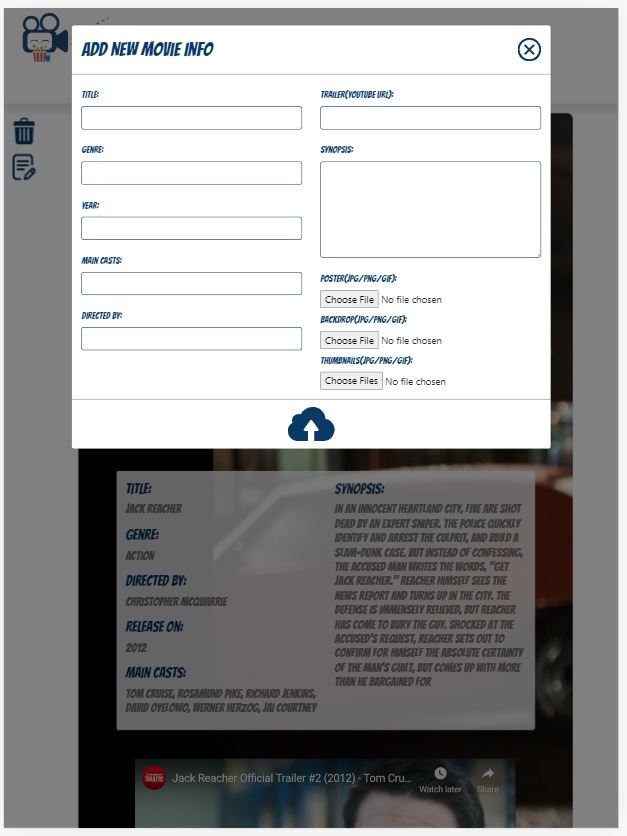 ADD NEW MOVIE INFO
TITLE:
GENRE:
YEAR:
MAIN CASTS:
DIRECTED BY:
TRAILER(YOUTUBE URL):
SYNOPSIS:
POSTER(JPG/PNG/GIF):
Choose File No file chosen
BACKDROP(JPG/PNG/GIF):
Choose File No file chosen
THUMBNAILS(JPG/PNG/GIF):
Choose Files No file chosen
TITLE:
JACK REACHER
GENRE:
ACTION
DIRECTED BY:
CHRISTOPHER MCQUARRIE
RELEASE ON:
2012
MAIN CASTS:
TOM CRUISE, ROSAMUND PIKE, RICHARD JENKINS,
DAVID OYELOWO, WERNER HERZOG, JAI COURTNEY
SYNOPSIS:
IN AN INNOCENT HEARTLAND CITY, FIVE ARE SHOT
DEAD BY AN EXPERT SNIPER. THE POLICE QUICKLY
IDENTIFY AND ARREST THE CULPRIT, AND BUILD A
SLAM-DUNK CASE. BUT INSTEAD OF CONFESSING,
THE ACCUSED MAN WRITES THE WORDS, "GET
JACK REACHER." REACHER HIMSELF SEES THE
NEWS REPORT AND TURNS UP IN THE CITY. THE
DEFENSE IS IMMENSELY RELIEVED, BUT REACHER
HAS COME TO BURY THE GUY. SHOCKED AT THE
ACCUSED'S REQUEST, REACHER SETS OUT TO
CONFIRM FOR HIMSELF THE ABSOLUTE CERTAINTY
OF THE MAN'S GUILT, BUT COMES UP WITH MORE
THAN HE BARGAINED FOR
Jack Reacher Official Trailer #2 (2012) - Tom Cru...
Watch later
Share